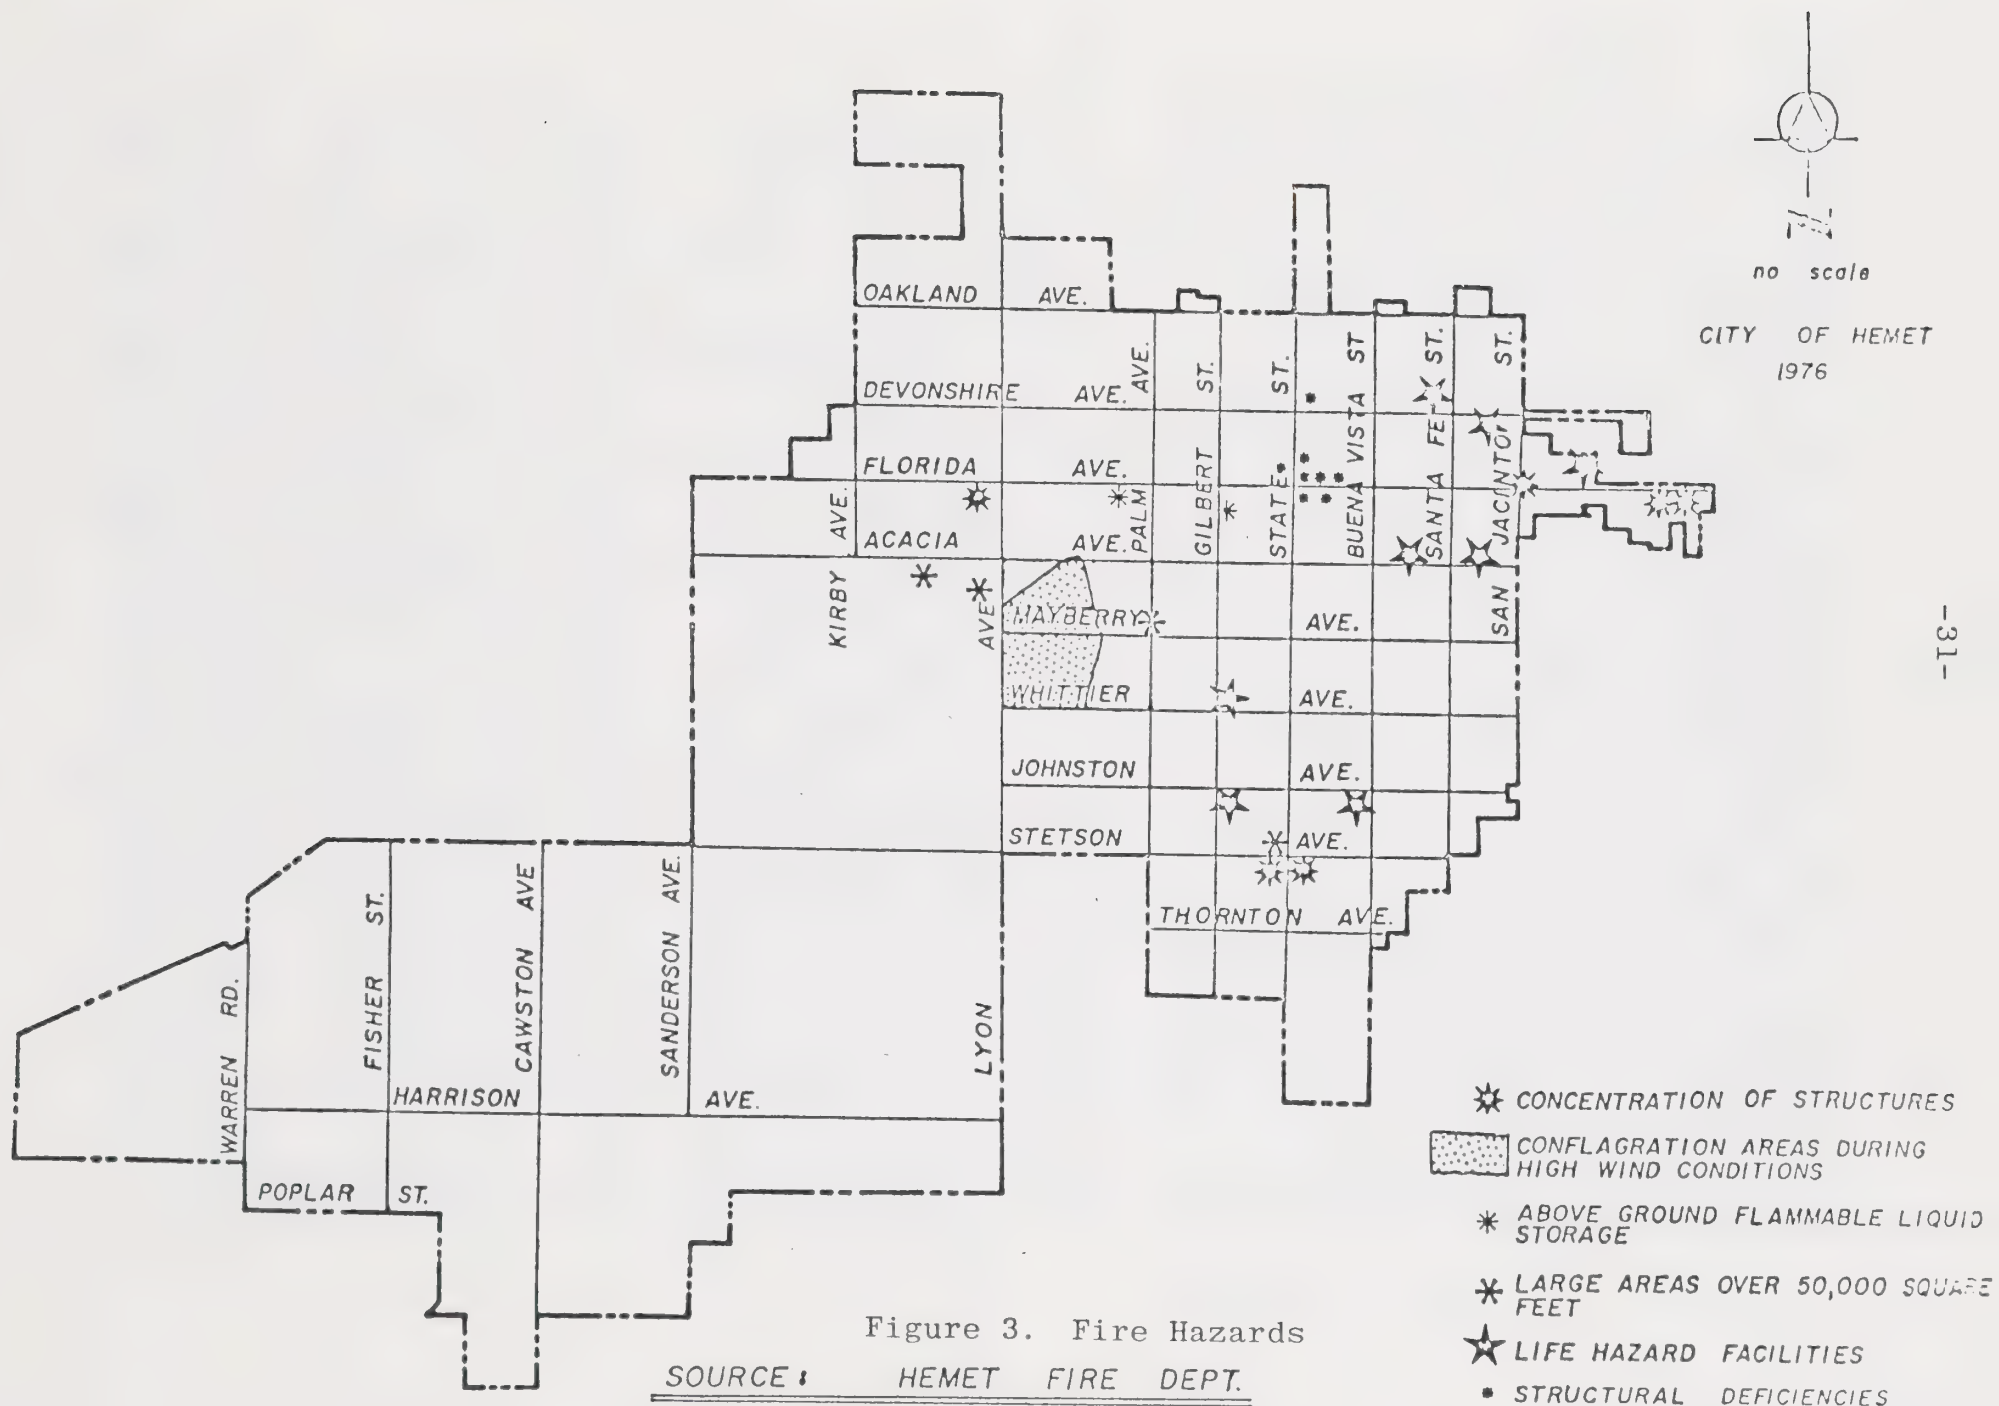 no scale
CITY OF HEMET
1976
-31-
OAKLAND AVE.
DEVONSHIRE AVE.
FLORIDA AVE.
ACACIA AVE.
MAYBERRY AVE.
WHITTIER AVE.
JOHNSTON AVE.
STETSON AVE.
THORNTON AVE.
HARRISON AVE.
POPLAR ST.
WARREN RD.
FISHER ST.
CAWSTON AVE
SANDERSON AVE.
KIRBY AVE.
LYON AVE
PALM AVE.
GILBERT ST.
STATE ST.
BUENA VISTA ST
SANTA FE ST.
SAN JACINTO ST.
CONCENTRATION OF STRUCTURES
CONFLAGRATION AREAS DURING
HIGH WIND CONDITIONS
ABOVE GROUND FLAMMABLE LIQUID
STORAGE
LARGE AREAS OVER 50,000 SQUARE
FEET
LIFE HAZARD FACILITIES
STRUCTURAL DEFICIENCIES
Figure 3. Fire Hazards
SOURCE: HEMET FIRE DEPT.